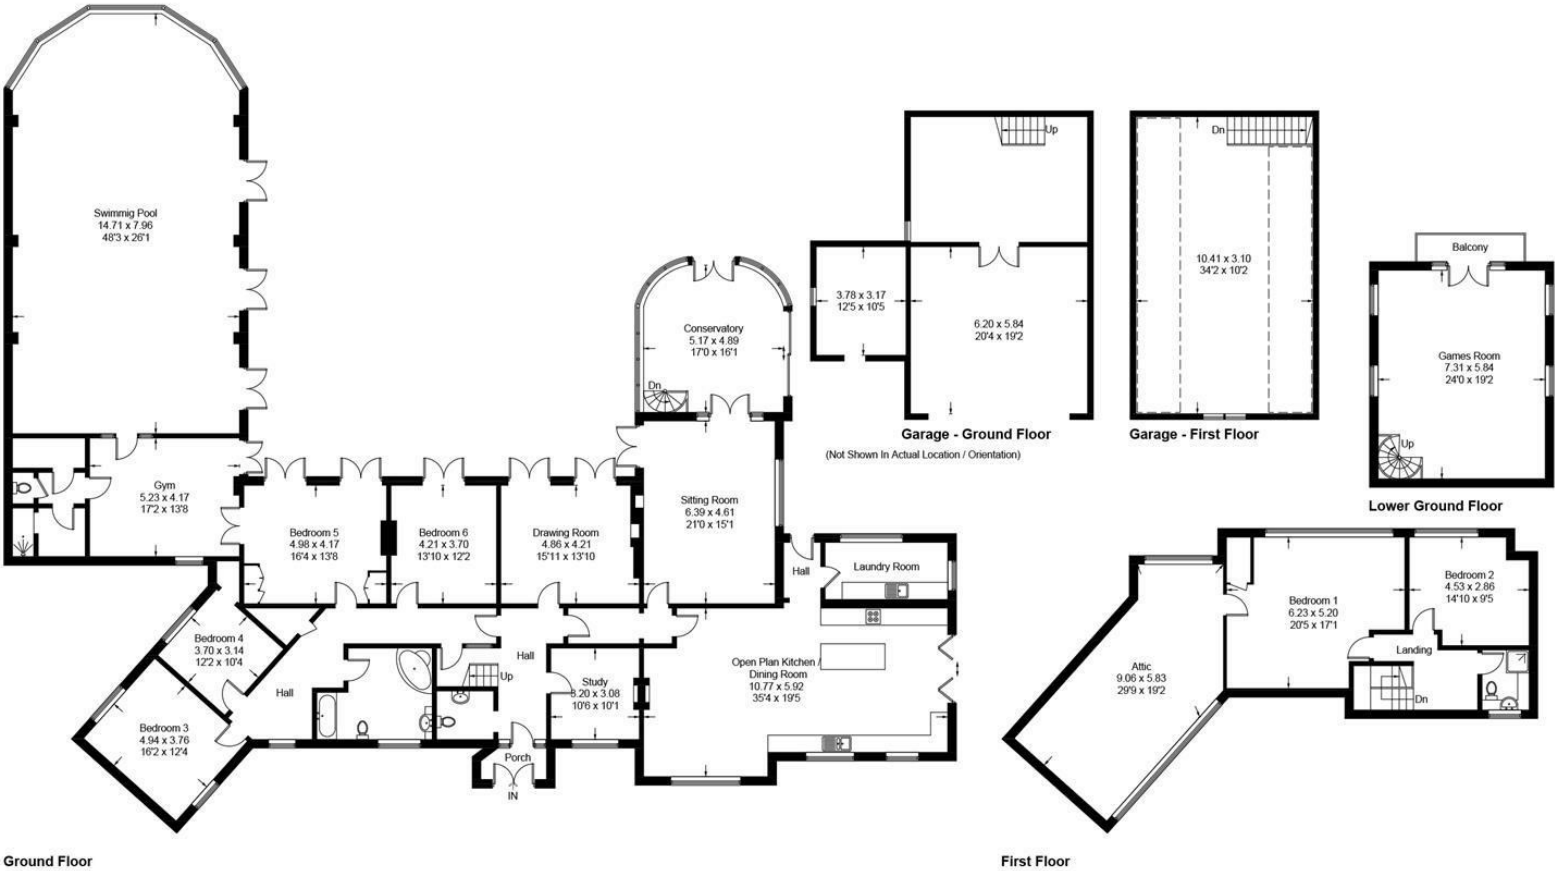 Swimmig Pool
14.71 x 7.96
48'3 x 26'1
Gym
5.23 x 4.17
17'2 x 13'8
Bedroom 5
4.98 x 4.17
16'4 x 13'8
Bedroom 6
4.21 x 3.70
13'10 x 12'2
Drawing Room
4.86 x 4.21
15'11 x 13'10
Conservatory
5.17 x 4.89
17'0 x 16'1
Dn
Sitting Room
6.39 x 4.61
21'0 x 15'1
Hall
Laundry Room
Bedroom 4
3.70 x 3.14
12'2 x 10'4
Bedroom 3
4.94 x 3.76
16'2 x 12'4
Hall
Hall
Up
Study
3.20 x 3.08
10'6 x 10'1
Open Plan Kitchen /
Dining Room
10.77 x 5.92
35'4 x 19'5
Porch
IN
Ground Floor
Up
3.78 x 3.17
12'5 x 10'5
6.20 x 5.84
20'4 x 19'2
Garage - Ground Floor
(Not Shown In Actual Location / Orientation)
Dn
10.41 x 3.10
34'2 x 10'2
Garage - First Floor
Balcony
Games Room
7.31 x 5.84
24'0 x 19'2
Up
Lower Ground Floor
Bedroom 1
6.23 x 5.20
20'5 x 17'1
Bedroom 2
4.53 x 2.86
14'10 x 9'5
Landing
Dn
Attic
9.06 x 5.83
29'9 x 19'2
First Floor